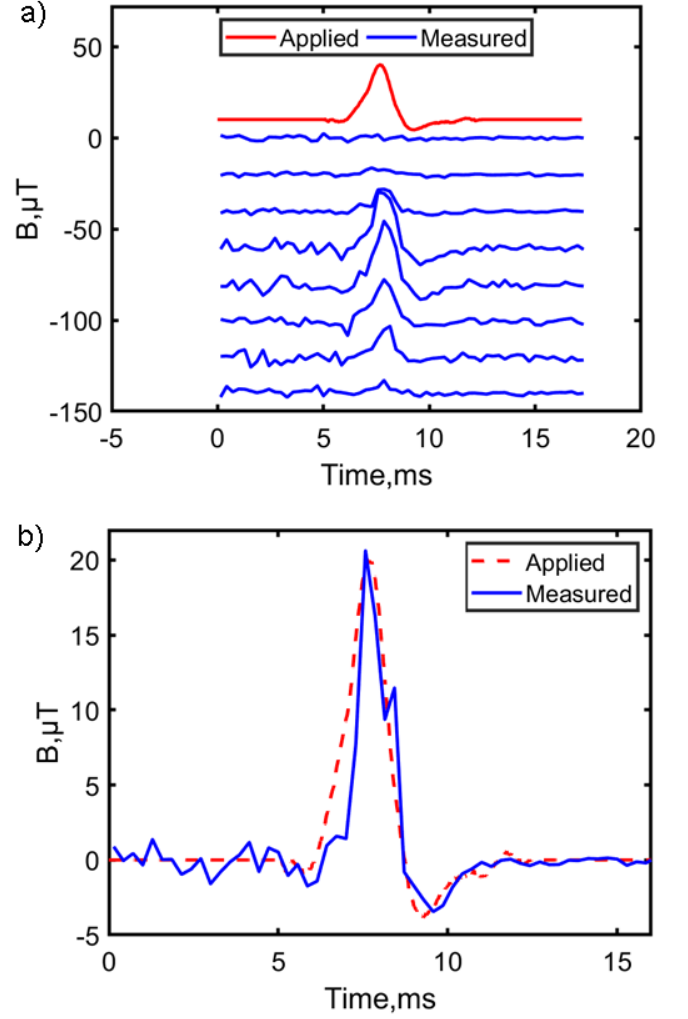 a)
Applied Measured
50
0
-50
-100
-150
B,µT
-5 0 5 10 15 20
Time,ms
b)
Applied
Measured
20
15
10
5
0
-5
B,µT
0 5 10 15
Time,ms